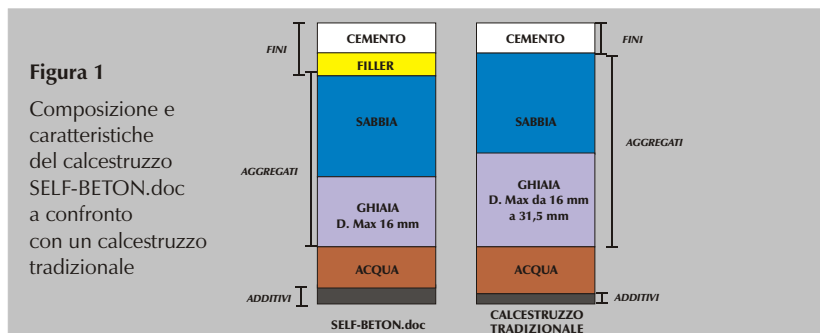 Figura 1
Composizione e
caratteristiche
del calcestruzzo
SELF-BETON.doc
a confronto
con un calcestruzzo
tradizionale
FINI
AGGREGATI
ADDITIVI
CEMENTO
FILLER
SABBIA
GHIAIA
D. Max 16 mm
ACQUA
SELF-BETON.doc
CEMENTO
SABBIA
GHIAIA
D. Max da 16 mm
a 31,5 mm
ACQUA
CALCESTRUZZO
TRADIZIONALE
FINI
AGGREGATI
ADDITIVI